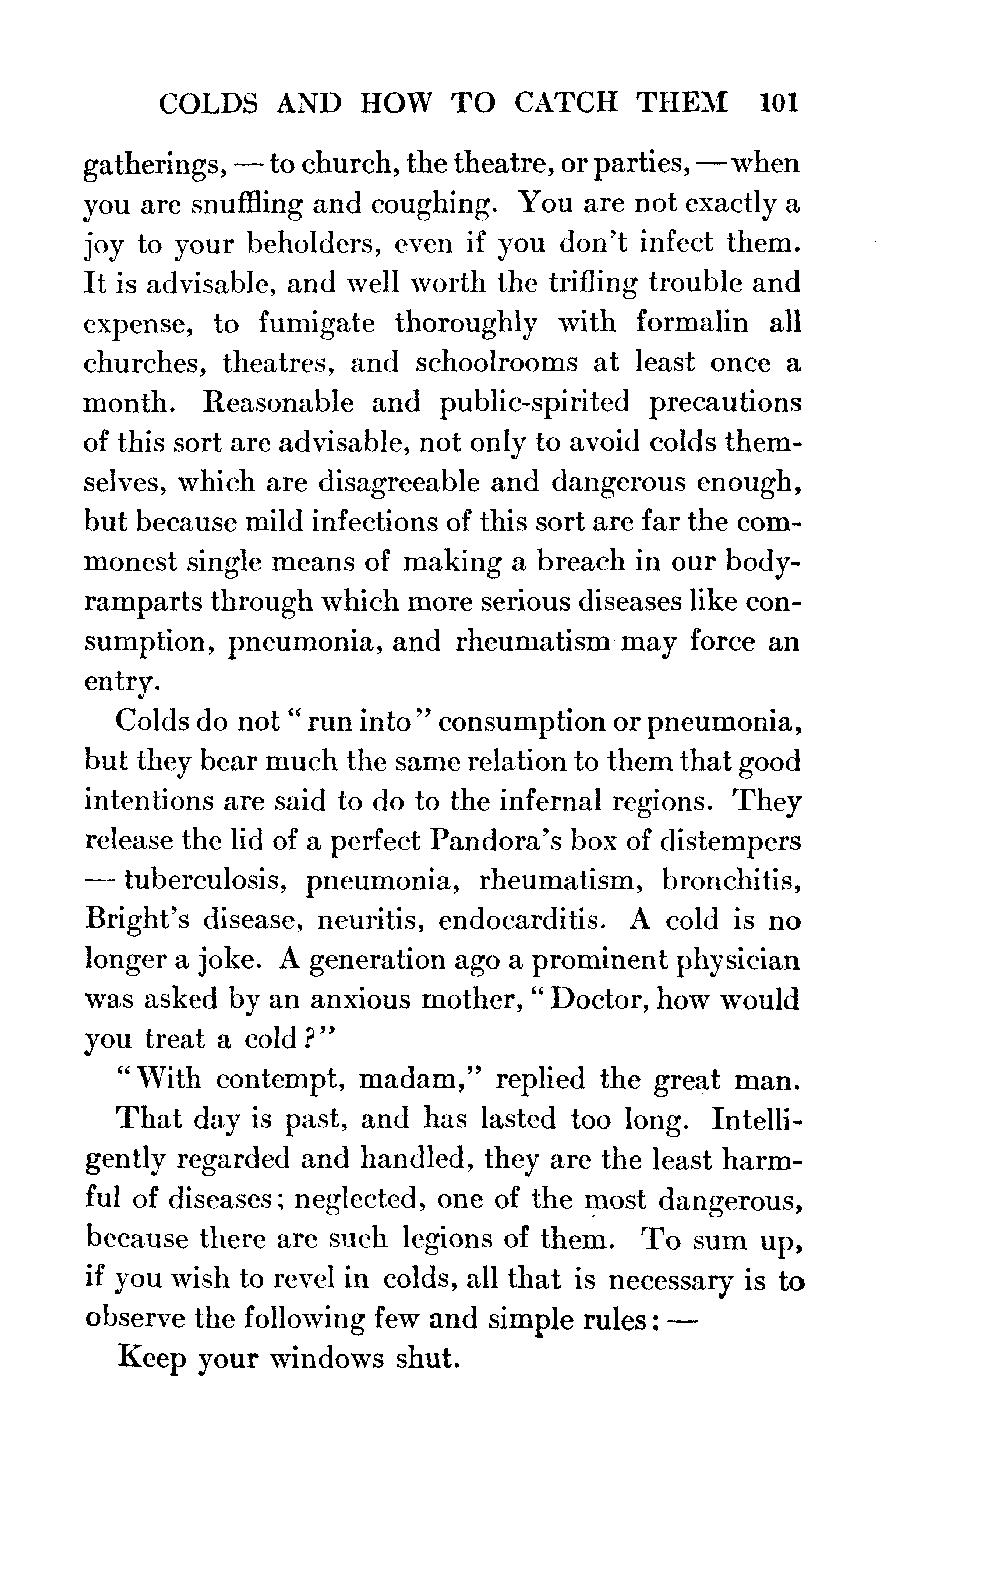 COLDS AND HOW TO CATCH THEM 101
gatherings, — to church, the theatre, or parties, — when
you are snuffling and coughing. You are not exactly a
joy to your beholders, even if you don't infect them.
It is advisable, and well worth the trifling trouble and
expense, to fumigate thoroughly with formalin all
churches, theatres, and schoolrooms at least once a
month. Reasonable and public-spirited precautions
of this sort are advisable, not only to avoid colds them-
selves, which are disagreeable and dangerous enough,
but because mild infections of this sort are far the com-
monest single means of making a breach in our body-
ramparts through which more serious diseases like con-
sumption, pneumonia, and rheumatism may force an
entry.
Colds do not "run into" consumption or pneumonia,
but they bear much the same relation to them that good
intentions are said to do to the infernal regions. They
release the lid of a perfect Pandora's box of distempers
— tuberculosis, pneumonia, rheumatism, bronchitis,
Bright's disease, neuritis, endocarditis. A cold is no
longer a joke. A generation ago a prominent physician
was asked by an anxious mother, "Doctor, how would
you treat a cold?"
"With contempt, madam," replied the great man.
That day is past, and has lasted too long. Intelli-
gently regarded and handled, they are the least harm-
ful of diseases; neglected, one of the most dangerous,
because there are such legions of them. To sum up,
if you wish to revel in colds, all that is necessary is to
observe the following few and simple rules: —
Keep your windows shut.